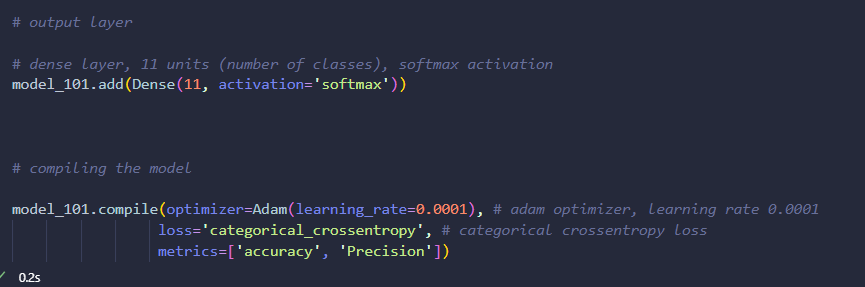 # output layer
# dense layer, 11 units (number of classes), softmax activation
model_101.add(Dense(11, activation='softmax'))
# compiling the model
model_101.compile(optimizer=Adam(learning_rate=0.0001), # adam optimizer, learning rate 0.0001
loss='categorical_crossentropy', # categorical crossentropy loss
metrics=['accuracy', 'Precision'])
0.2s